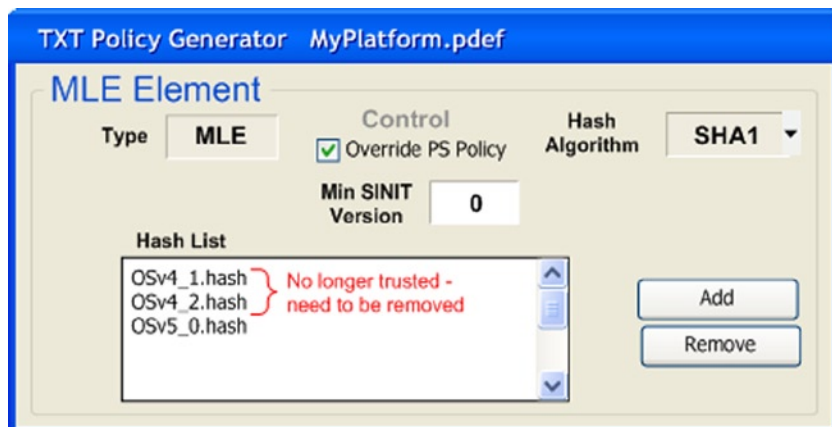 TXT Policy Generator MyPlatform.pdef
MLE Element
Type MLE
Control
Override PS Policy
Hash Algorithm SHA1
Min SINIT Version 0
Hash List
OSv4_1.hash
OSv4_2.hash
OSv5_0.hash
No longer trusted -
need to be removed
Add
Remove